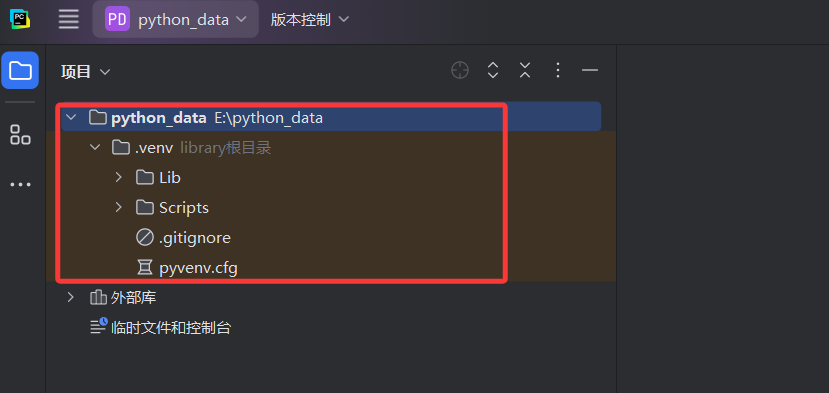 PC
PD python_data 版本控制
项目
python_data E:\python_data
.venv library根目录
Lib
Scripts
.gitignore
pyvenv.cfg
外部库
临时文件和控制台